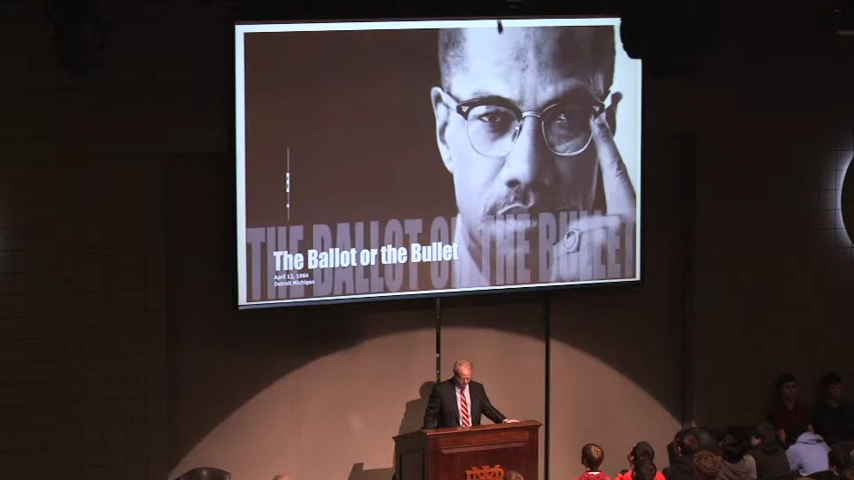 THE BALLOT OR THE BULLET
The Ballot or the Bullet
April 12, 1964
Detroit Michigan